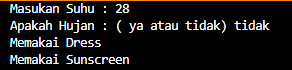 Masukan Suhu : 28
Apakah Hujan : ( ya atau tidak) tidak
Memakai Dress
Memakai Sunscreen